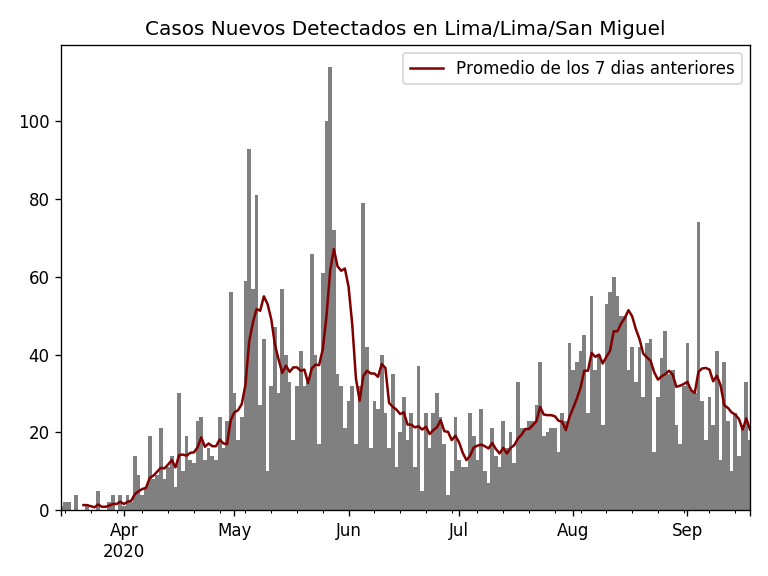 Casos Nuevos Detectados en Lima/Lima/San Miguel
Promedio de los 7 dias anteriores
100
80
60
40
20
0
Apr May Jun Jul Aug Sep
2020